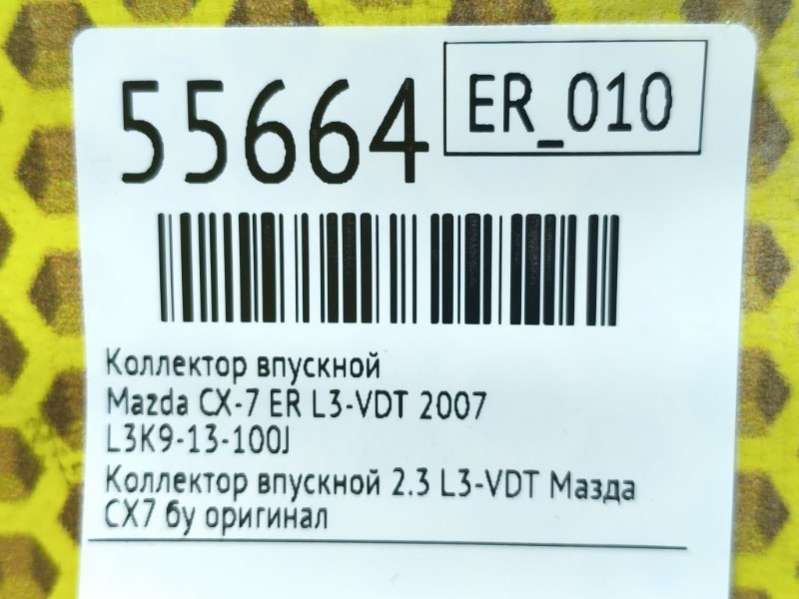 55664
ER_010
Коллектор впускной
Mazda CX-7 ER L3-VDT 2007
L3K9-13-100J
Коллектор впускной 2.3 L3-VDT Мазда
CX7 бу оригинал